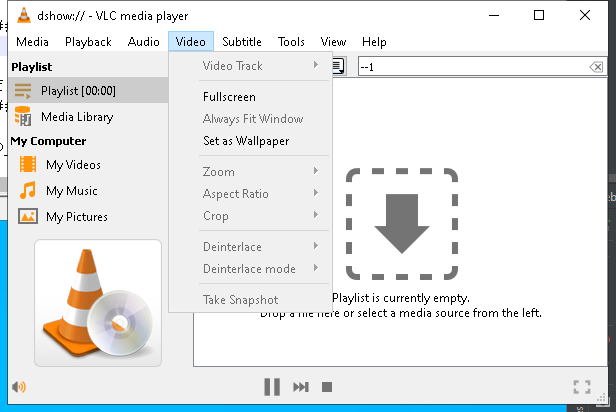 dshow:// - VLC media player
Media Playback Audio Video Subtitle Tools View Help
Playlist
Playlist [00:00]
Media Library
My Computer
My Videos
My Music
My Pictures
Video Track
Fullscreen
Always Fit Window
Set as Wallpaper
Zoom
Aspect Ratio
Crop
Deinterlace
Deinterlace mode
Take Snapshot
--1
Playlist is currently empty.
Drop a file here or select a media source from the left.